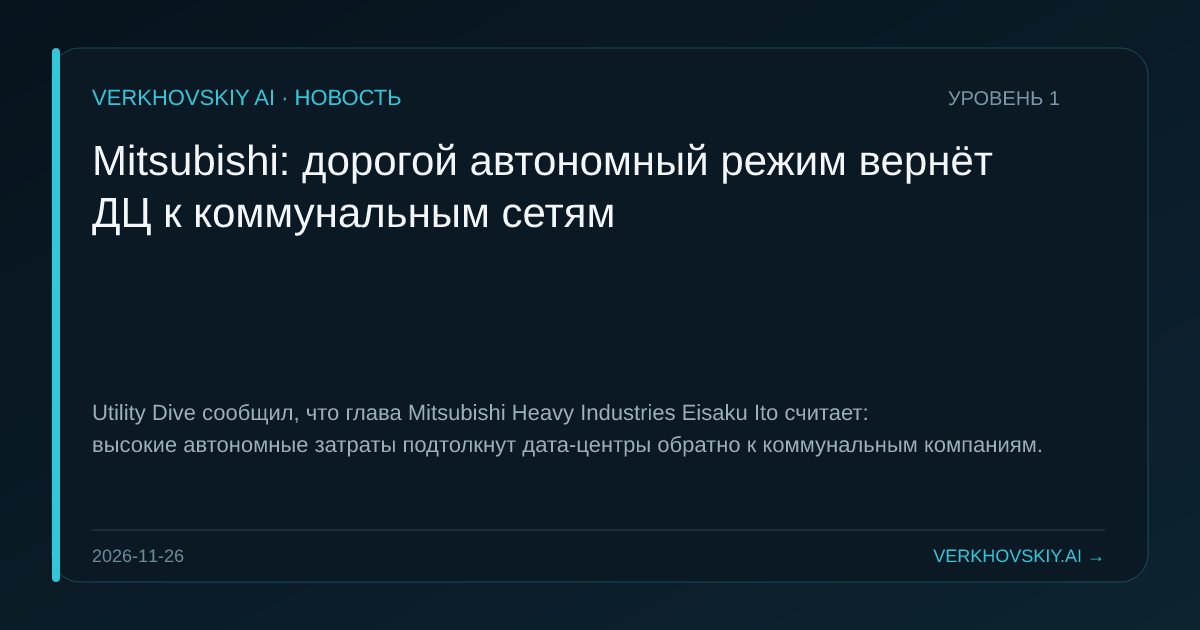 VERKHOVSKIY AI · НОВОСТЬ
УРОВЕНЬ 1
Mitsubishi: дорогой автономный режим вернёт
ДЦ к коммунальным сетям
Utility Dive сообщил, что глава Mitsubishi Heavy Industries Eisaku Ito считает:
высокие автономные затраты подтолкнут дата-центры обратно к коммунальным компаниям.
2026-11-26
VERKHOVSKIY.AI →